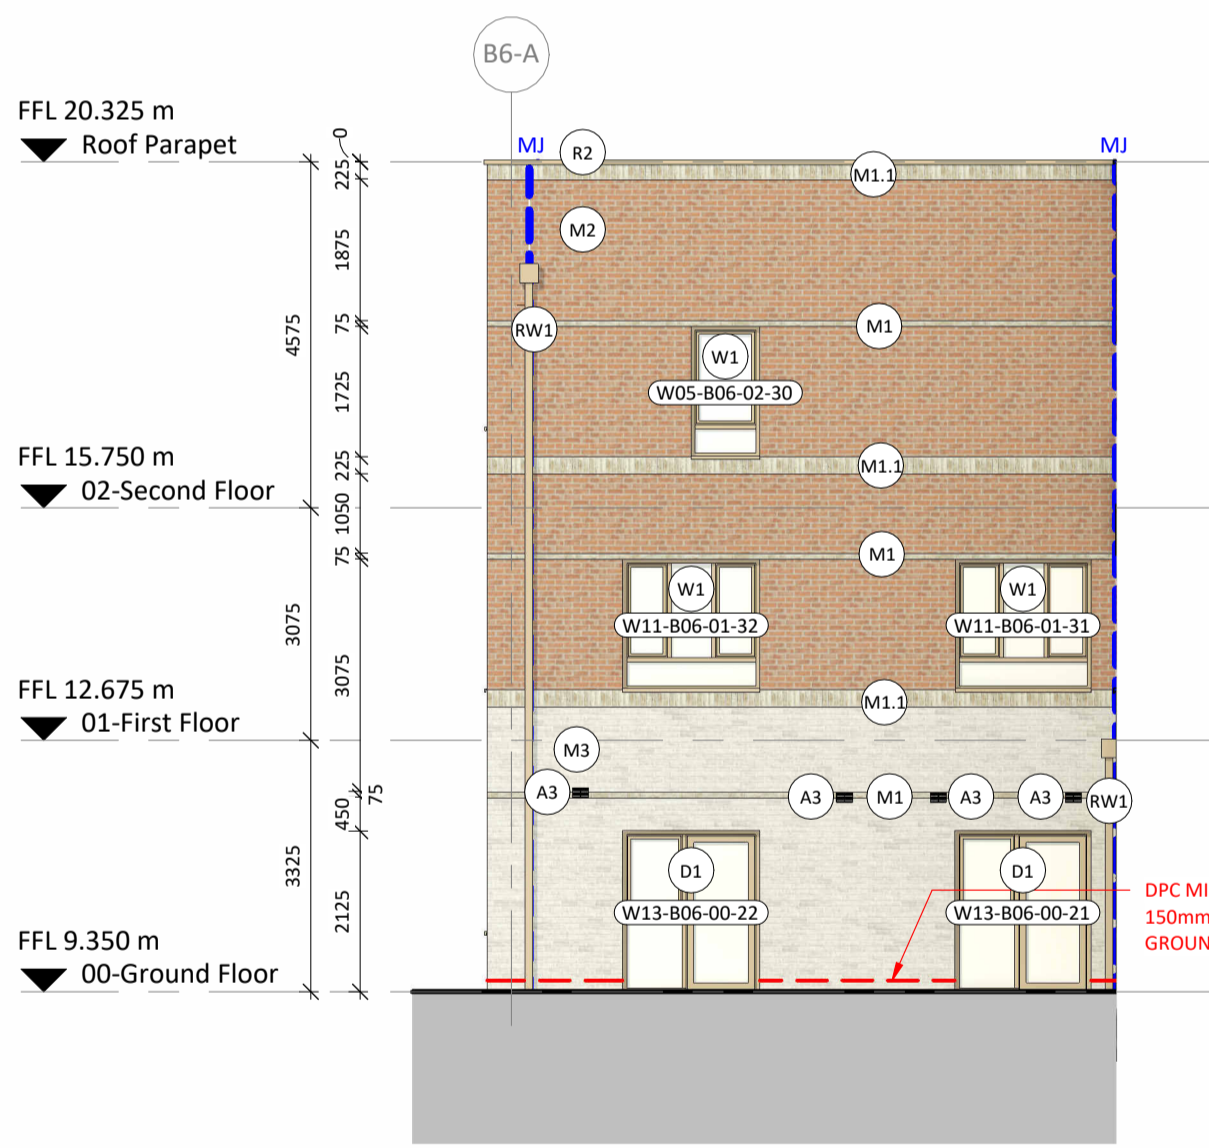 B6-A
FFL 20.325 m
Roof Parapet
0
MJ
R2
MJ
225
M1.1
M2
1875
4575
75
RW1
M1
W1
1725
W05-B06-02-30
FFL 15.750 m
02-Second Floor
225
M1.1
1050
75
M1
3075
W1
W1
W11-B06-01-32
W11-B06-01-31
3075
FFL 12.675 m
01-First Floor
M1.1
M3
A3
75
A3
M1
A3
A3
RW1
450
3325
D1
D1
2125
W13-B06-00-22
W13-B06-00-21
DPC MI
150mm
GROUN
FFL 9.350 m
00-Ground Floor